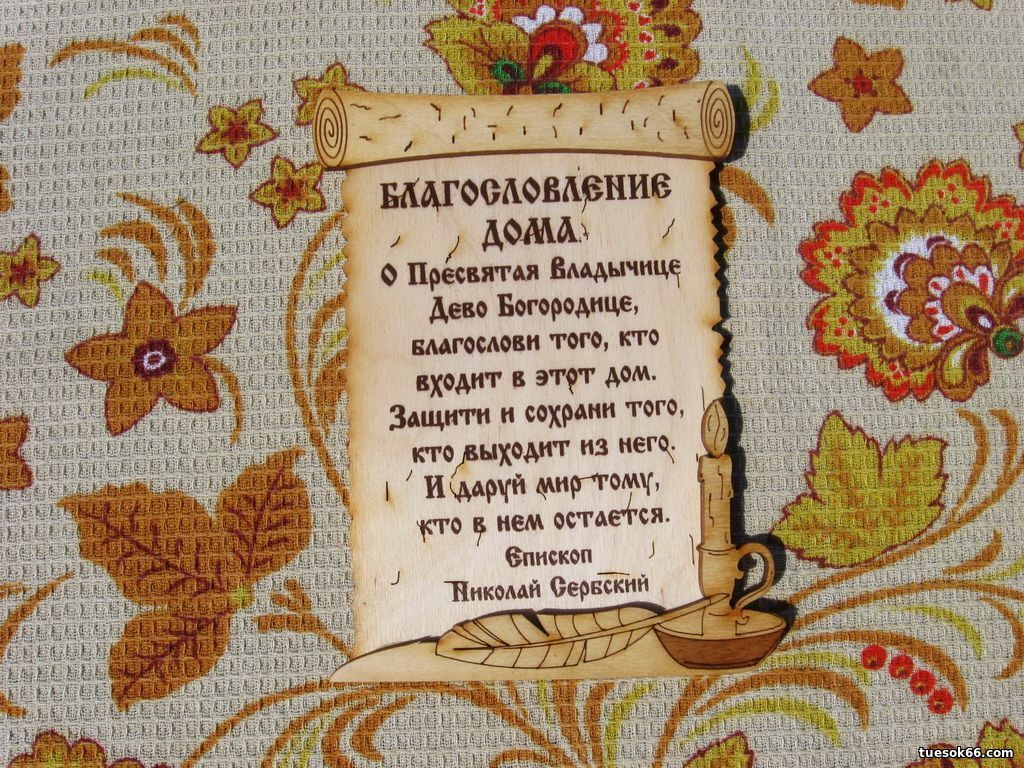 БЛАГОСЛОВЛЕНИЕ
ДОМА.
О Пресвятая Владычице
Дево Богородице,
благослови того, кто
входит в этот дом.
Защити и сохрани того,
кто выходит из него.
И даруй мир тому,
кто в нем остается.
Епископ
Николай Сербский
tuesok66.com